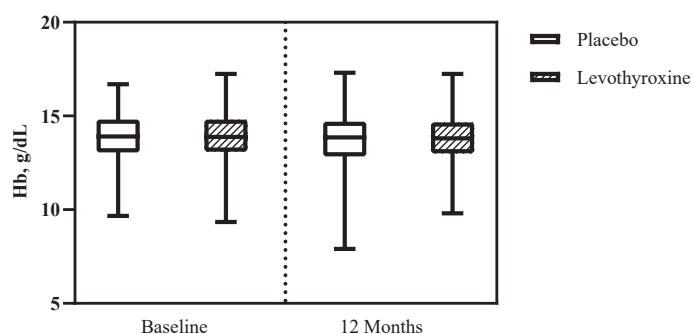 Hb, g/dL
20
15
10
5
Baseline
12 Months
Placebo
Levothyroxine